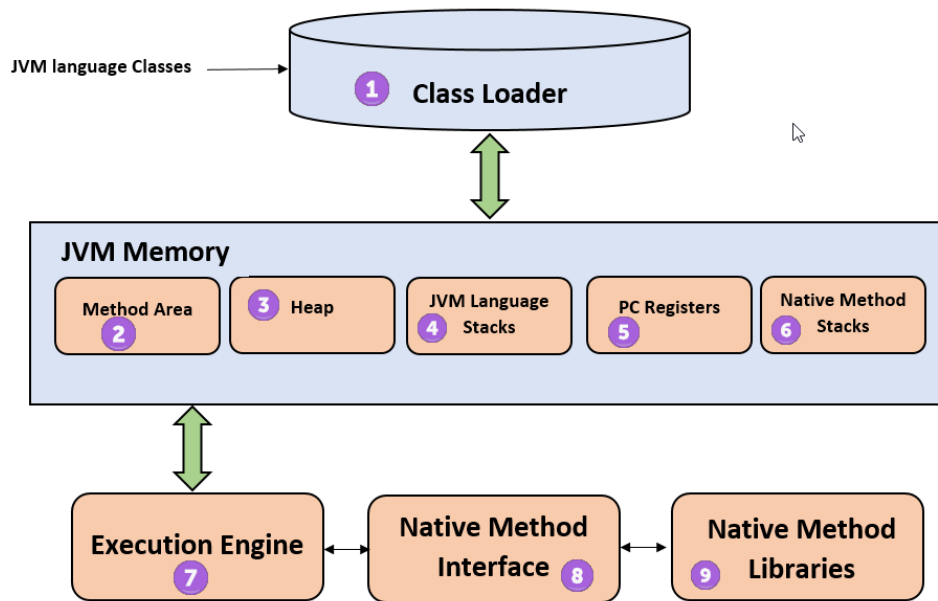 JVM language Classes
1 Class Loader
JVM Memory
Method Area
2
3 Heap
JVM Language
4 Stacks
PC Registers
5
Native Method
6 Stacks
Execution Engine
7
Native Method
Interface 8
Native Method
9 Libraries